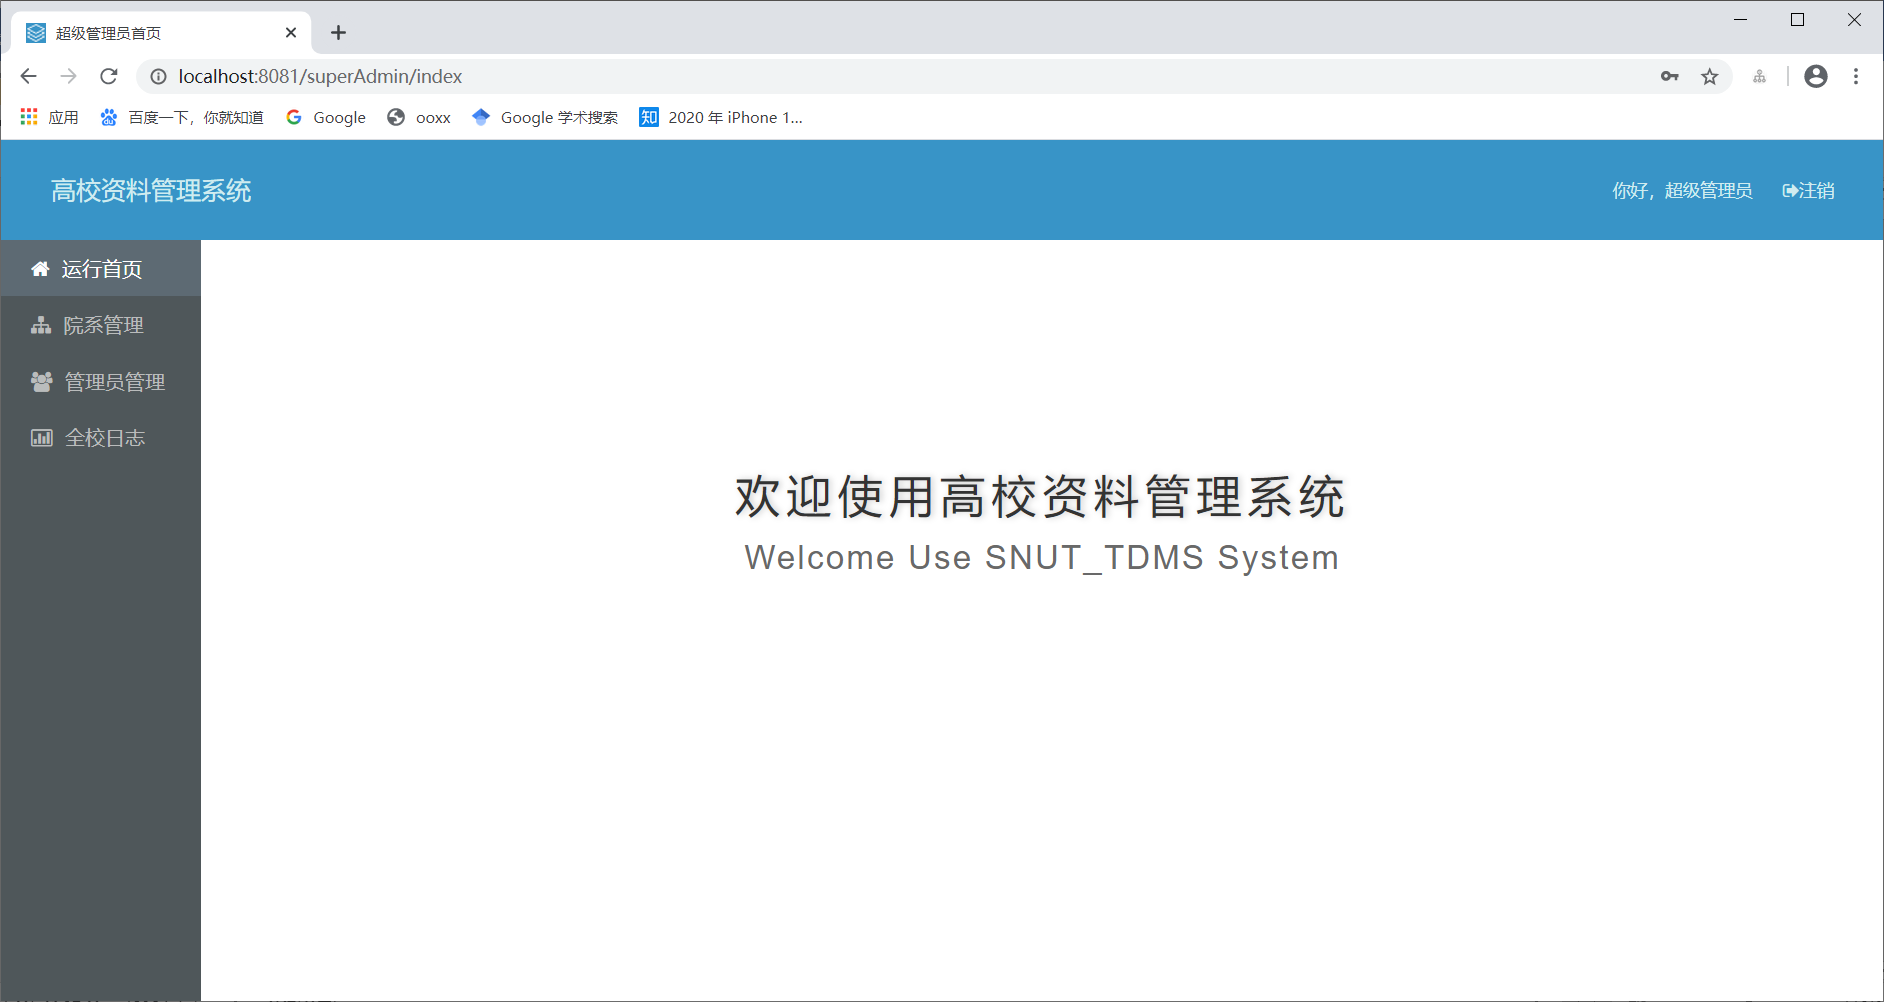 超级管理员首页
localhost:8081/superAdmin/index
应用 百度一下，你就知道 Google ooxx Google 学术搜索 知 2020 年 iPhone 1...
高校资料管理系统 你好，超级管理员 注销
运行首页
院系管理
管理员管理
全校日志
欢迎使用高校资料管理系统
Welcome Use SNUT_TDMS System